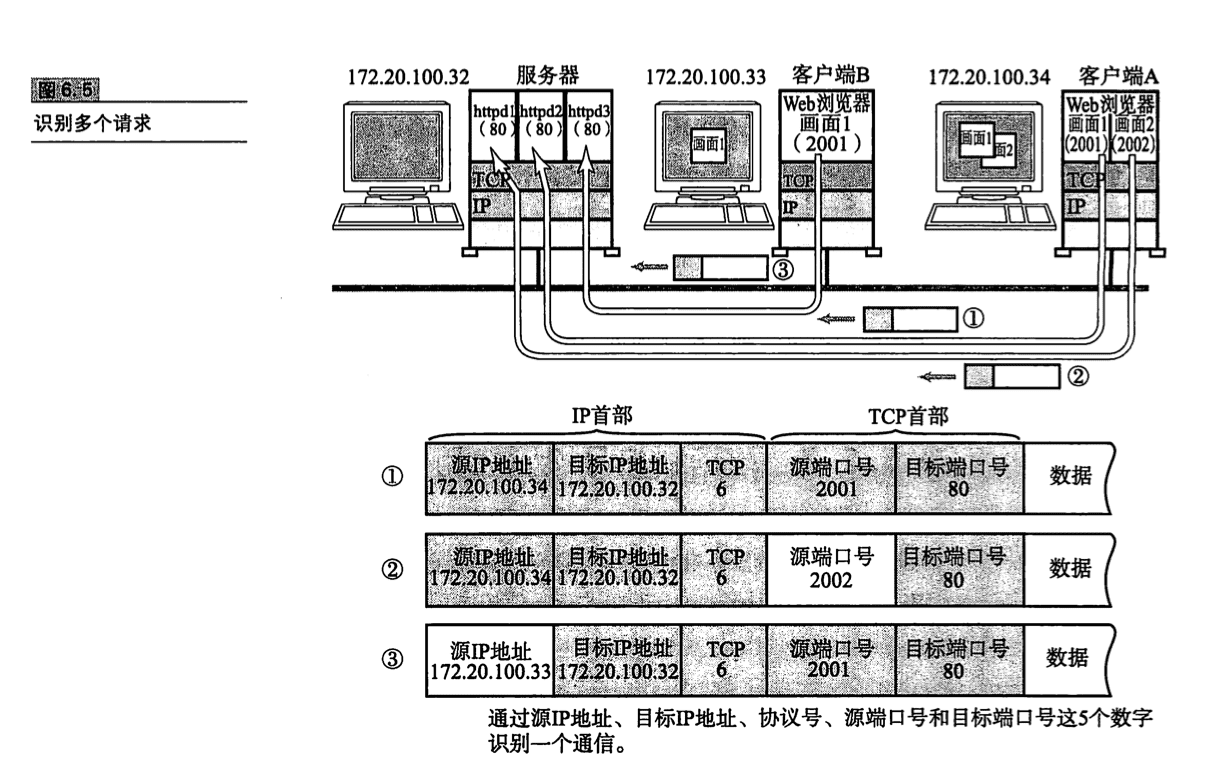 图 6.5
识别多个请求
172.20.100.32
服务器
172.20.100.33
客户端B
172.20.100.34
客户端A
httpd1
(80)
httpd2
(80)
httpd3
(80)
TCP
IP
画面1
Web浏览器
画面1
(2001)
TCP
IP
画面1
画面2
Web浏览器
画面1
(2001)
画面2
(2002)
TCP
IP
③
①
②
IP首部
TCP首部
①
源IP地址
172.20.100.34
目标IP地址
172.20.100.32
TCP
6
源端口号
2001
目标端口号
80
数据
②
源IP地址
172.20.100.34
目标IP地址
172.20.100.32
TCP
6
源端口号
2002
目标端口号
80
数据
③
源IP地址
172.20.100.33
目标IP地址
172.20.100.32
TCP
6
源端口号
2001
目标端口号
80
数据
通过源IP地址、目标IP地址、协议号、源端口号和目标端口号这5个数字
识别一个通信。